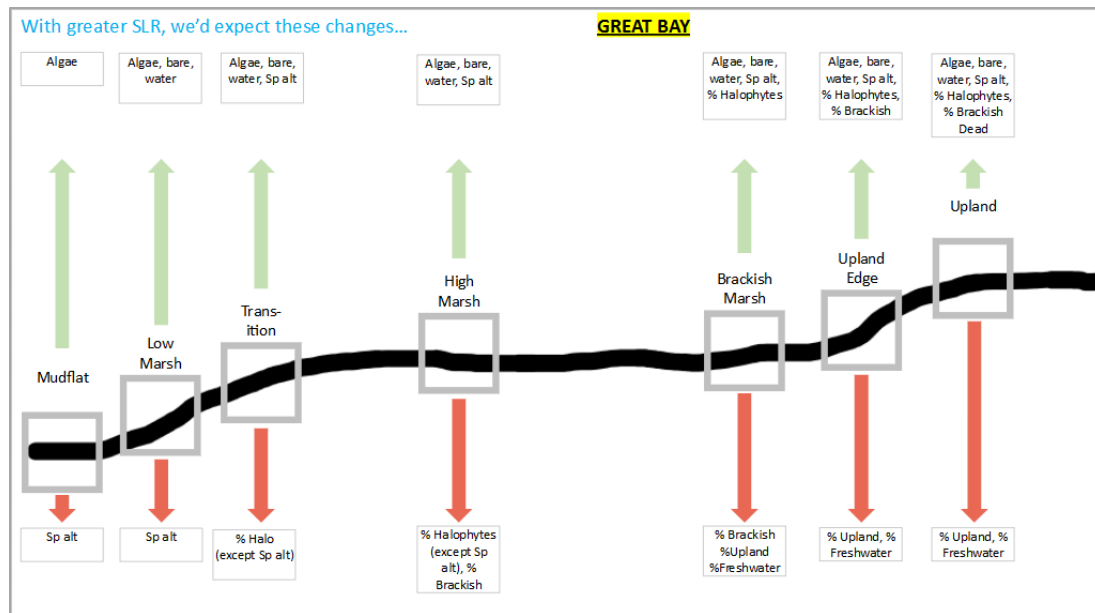 With greater SLR, we'd expect these changes...
GREAT BAY
Algae
Algae, bare,
water
Algae, bare,
water, Sp alt
Algae, bare,
water, Sp alt
Algae, bare,
water, Sp alt,
% Halophytes
Algae, bare,
water, Sp alt,
% Halophytes,
% Brackish
Algae, bare,
water, Sp alt,
% Halophytes,
% Brackish
Dead
Mudflat
Low
Marsh
Trans-
ition
High
Marsh
Brackish
Marsh
Upland
Edge
Upland
Sp alt
Sp alt
% Halo
(except Sp alt)
% Halophytes
(except Sp
alt), %
Brackish
% Brackish
%Upland
%Freshwater
% Upland, %
Freshwater
% Upland, %
Freshwater